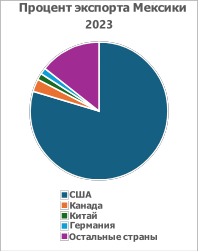 Процент экспорта Мексики
2023
США
Канада
Китай
Германия
Остальные страны